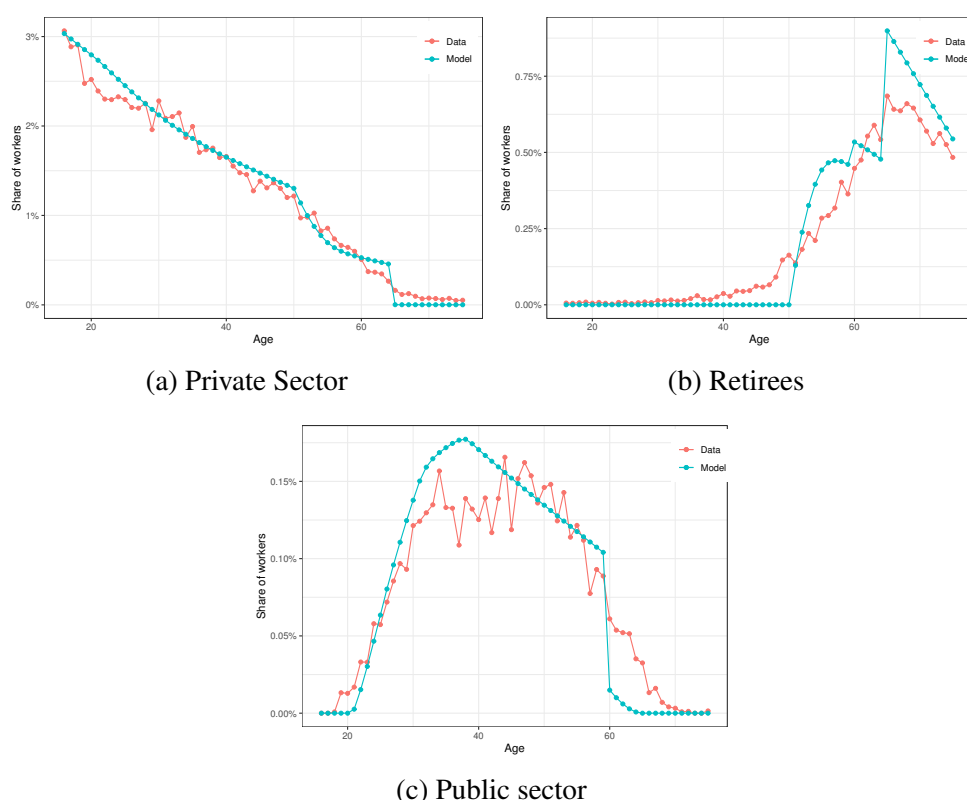 3%
2%
1%
0%
Share of workers
20
40
60
Age
Data
Model
(a) Private Sector
0.75%
0.50%
0.25%
0.00%
Share of workers
20
40
60
Age
Data
Model
(b) Retirees
0.15%
0.10%
0.05%
0.00%
Share of workers
20
40
60
Age
Data
Model
(c) Public sector